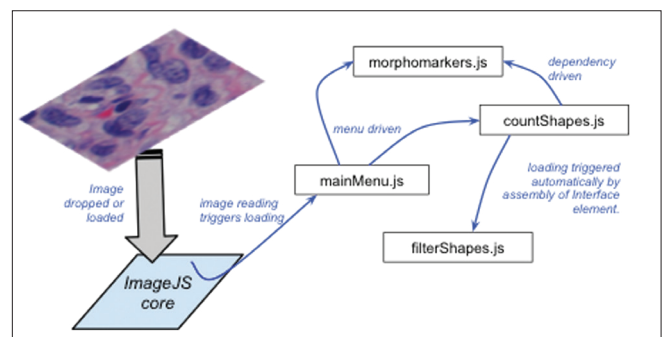 morphomarkers.js
dependency
driven
menu driven
countShapes.js
Image
dropped or
loaded
image reading
triggers loading
mainMenu.js
loading triggered
automatically by
assembly of Interface
element.
filterShapes.js
ImageJS
core